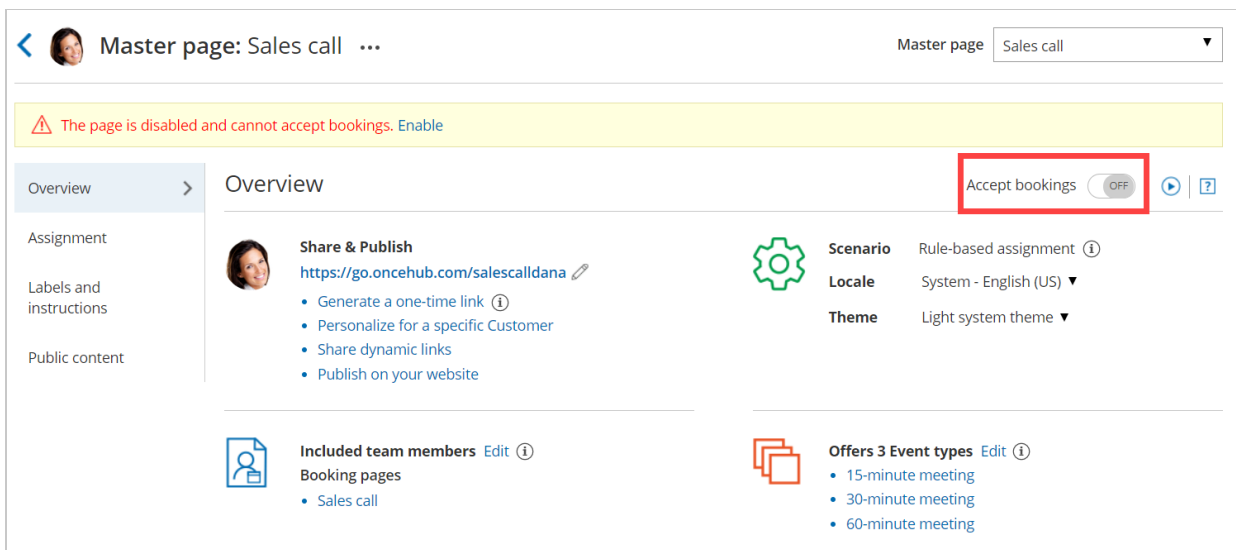 Master page: Sales call
Master page
Sales call
The page is disabled and cannot accept bookings. Enable
Overview
Assignment
Labels and
instructions
Public content
Overview
Accept bookings
OFF
?
Share & Publish
https://go.oncehub.com/salescalldana
Generate a one-time link
Personalize for a specific Customer
Share dynamic links
Publish on your website
Scenario Rule-based assignment
Locale System - English (US)
Theme Light system theme
Included team members Edit
Booking pages
Sales call
Offers 3 Event types Edit
15-minute meeting
30-minute meeting
60-minute meeting